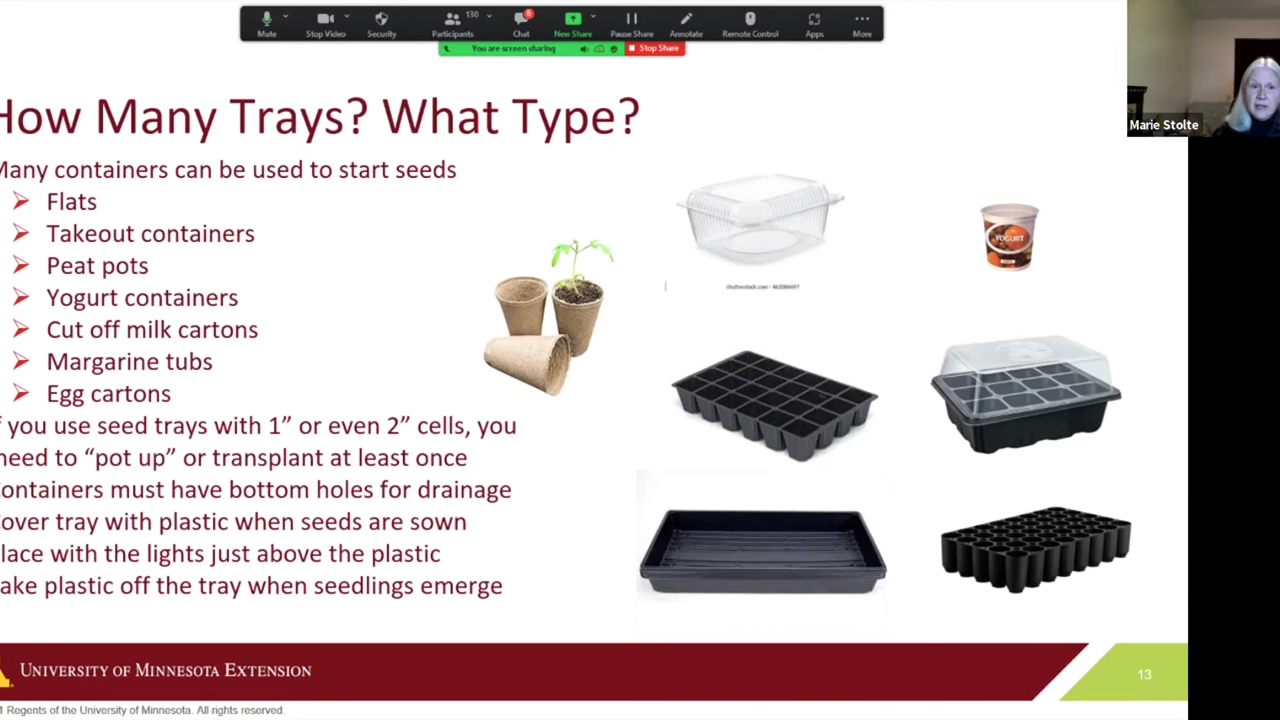 130
5
Mute
Stop Video
Security
Participants
Chat
New Share
Pause Share
Annotate
Remote Control
Apps
More
You are screen sharing
Stop Share
Marie Stolte
How Many Trays? What Type?
Many containers can be used to start seeds
Flats
Takeout containers
Peat pots
Yogurt containers
Cut off milk cartons
Margarine tubs
Egg cartons
f you use seed trays with 1” or even 2” cells, you
need to “pot up” or transplant at least once
ontainers must have bottom holes for drainage
over tray with plastic when seeds are sown
lace with the lights just above the plastic
ake plastic off the tray when seedlings emerge
YOGURT
UNIVERSITY OF MINNESOTA EXTENSION
13
1 Regents of the University of Minnesota. All rights reserved.